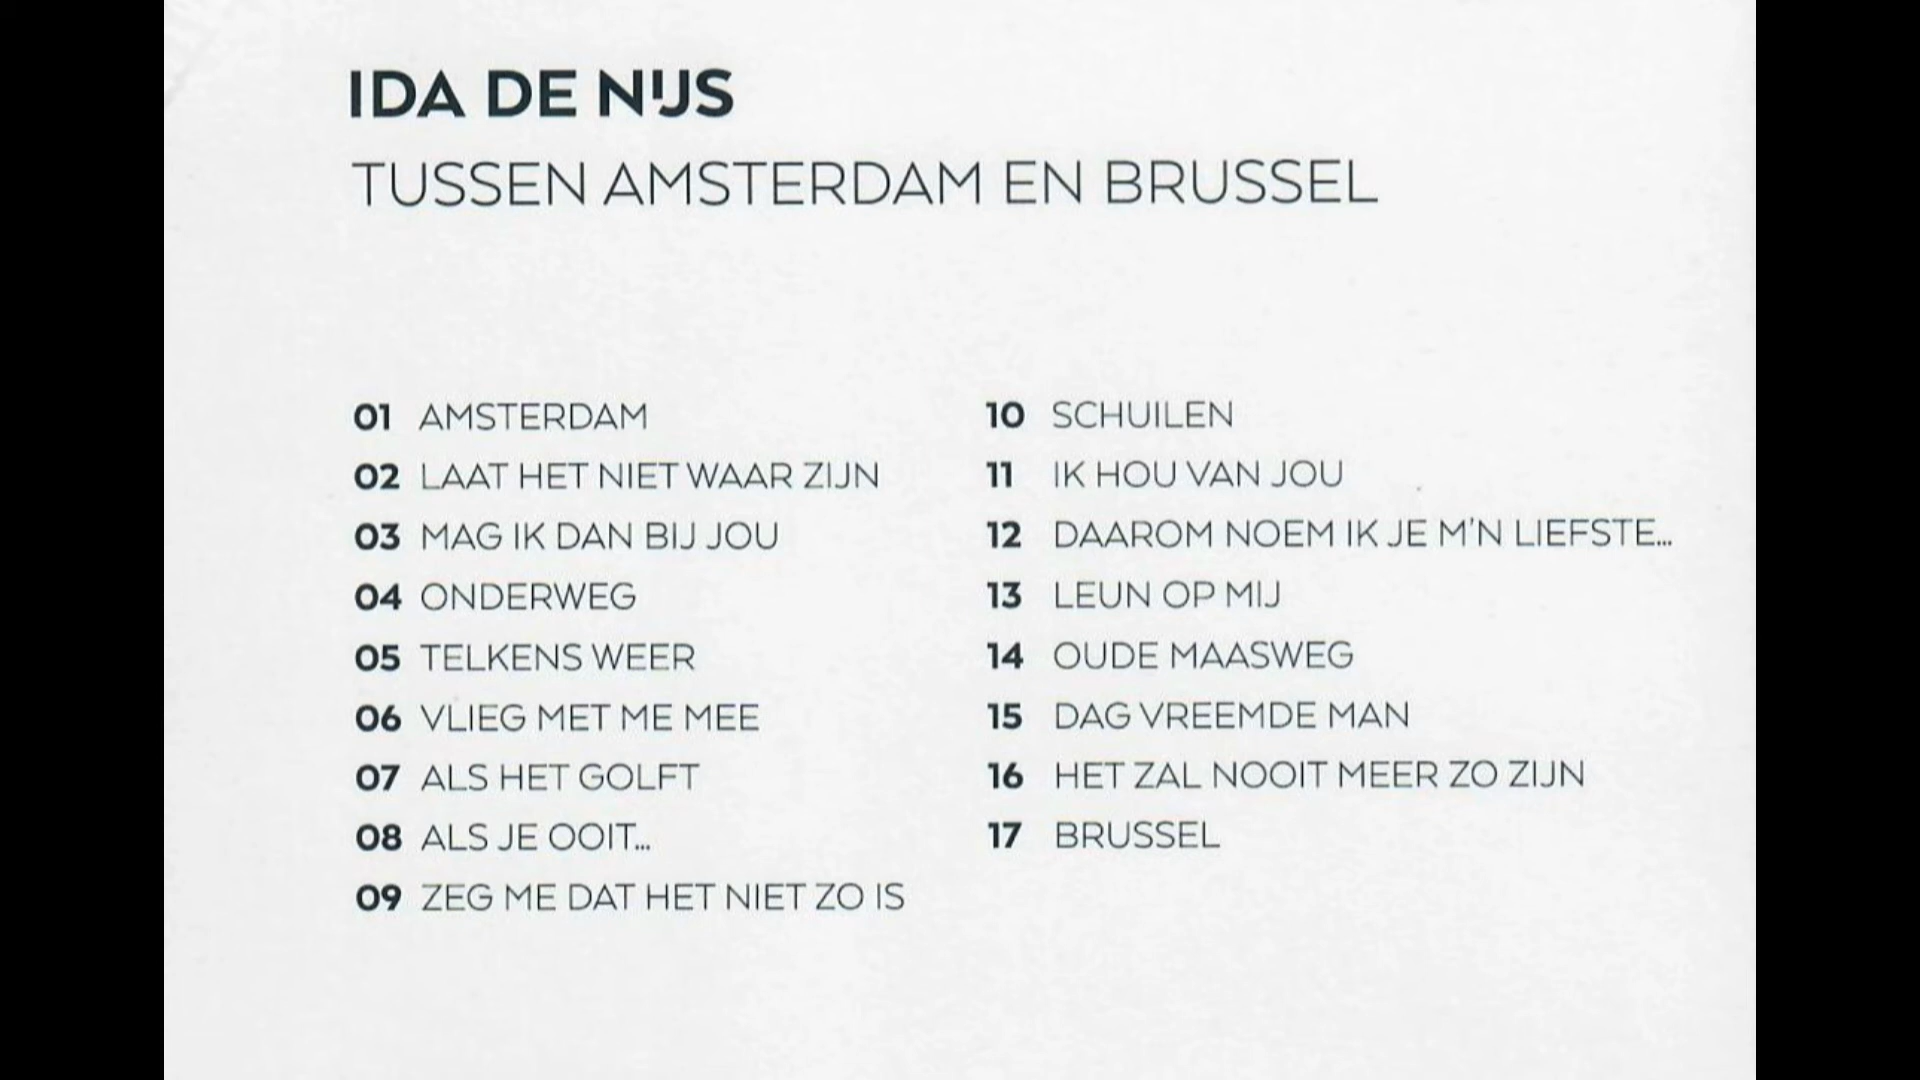 IDA DE NIJS
TUSSEN AMSTERDAM EN BRUSSEL
01 AMSTERDAM
02 LAAT HET NIET WAAR ZIJN
03 MAG IK DAN BIJ JOU
04 ONDERWEG
05 TELKENS WEER
06 VLIEG MET ME MEE
07 ALS HET GOLFT
08 ALS JE OOIT...
09 ZEG ME DAT HET NIET ZO IS
10 SCHUILEN
11 IK HOU VAN JOU
12 DAAROM NOEM IK JE M'N LIEFSTE...
13 LEUN OP MIJ
14 OUDE MAASWEG
15 DAG VREEMDE MAN
16 HET ZAL NOOIT MEER ZO ZIJN
17 BRUSSEL